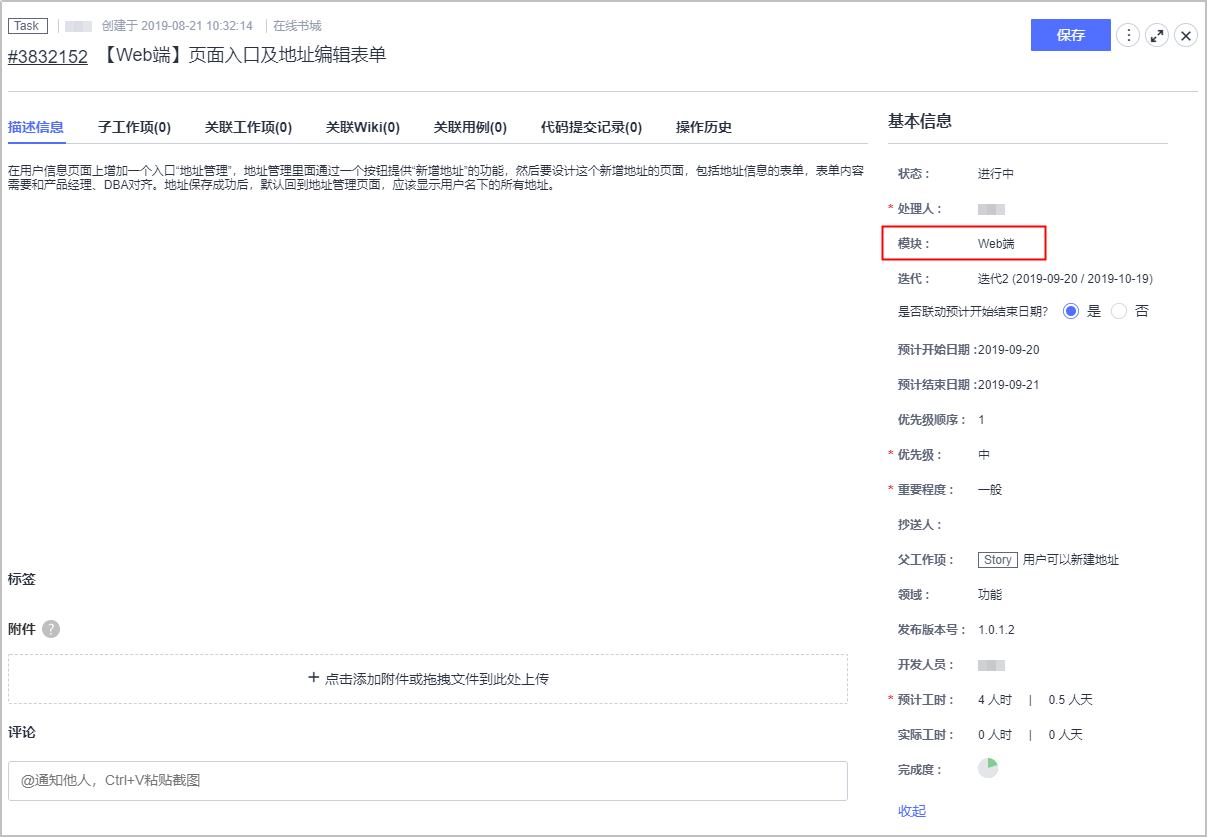 Task 创建于 2019-08-21 10:32:14 在线书城
保存
#3832152 【Web端】页面入口及地址编辑表单
描述信息 子工作项(0) 关联工作项(0) 关联Wiki(0) 关联用例(0) 代码提交记录(0) 操作历史
在用户信息页面上增加一个入口“地址管理”，地址管理里面通过一个按钮提供“新增地址”的功能，然后要设计这个新增地址的页面，包括地址信息的表单，表单内容
需要和产品经理、DBA对齐。地址保存成功后，默认回到地址管理页面，应该显示用户名下的所有地址。
标签
附件 ?
+ 点击添加附件或拖拽文件到此处上传
评论
@通知他人，Ctrl+V粘贴截图
基本信息
状态： 进行中
* 处理人：
模块： Web端
迭代： 迭代2 (2019-09-20 / 2019-10-19)
是否联动预计开始结束日期? 是 否
预计开始日期：2019-09-20
预计结束日期：2019-09-21
优先级顺序： 1
* 优先级： 中
* 重要程度： 一般
抄送人：
父工作项： Story 用户可以新建地址
领域： 功能
发布版本号： 1.0.1.2
开发人员：
* 预计工时： 4 人时 | 0.5 人天
实际工时： 0 人时 | 0 人天
完成度：
收起